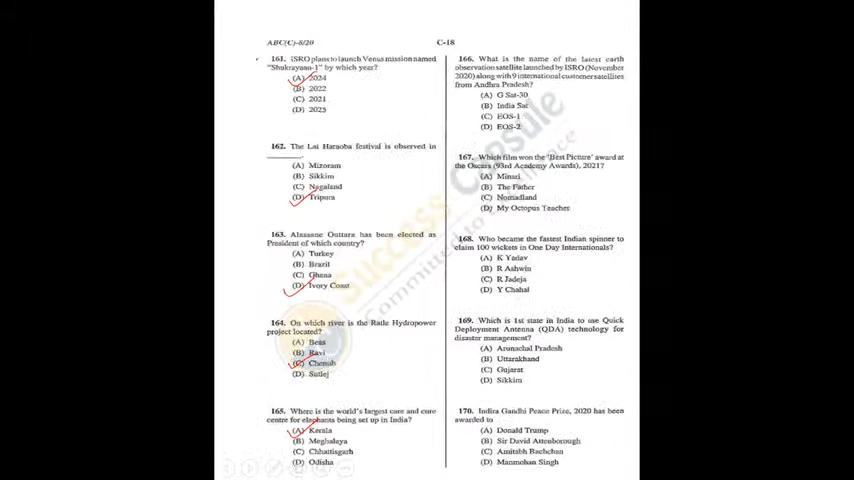 ABC(C)-8/20
C-18
161. ISRO plans to launch Venus mission named
"Shukrayaan-1" by which year?
(A) 2024
(B) 2022
(C) 2021
(D) 2025
162. The Lai Haraoba festival is observed in
________
(A) Mizoram
(B) Sikkim
(C) Nagaland
(D) Tripura
163. Alassane Outtara has been elected as
President of which country?
(A) Turkey
(B) Brazil
(C) Ghana
(D) Ivory Coast
164. On which river is the Ratle Hydropower
project located?
(A) Beas
(B) Ravi
(C) Chenab
(D) Sutlej
165. Where is the world's largest care and cure
centre for elephants being set up in India?
(A) Kerala
(B) Meghalaya
(C) Chhattisgarh
(D) Odisha
166. What is the name of the latest earth
observation satellite launched by ISRO (November
2020) along with 9 international customer satellites
from Andhra Pradesh?
(A) G Sat-30
(B) India Sat
(C) EOS-1
(D) EOS-2
167. Which film won the 'Best Picture' award at
the Oscars (93rd Academy Awards), 2021?
(A) Minari
(B) The Father
(C) Nomadland
(D) My Octopus Teacher
168. Who became the fastest Indian spinner to
claim 100 wickets in One Day Internationals?
(A) K Yadav
(B) R Ashwin
(C) R Jadeja
(D) Y Chahal
169. Which is 1st state in India to use Quick
Deployment Antenna (QDA) technology for
disaster management?
(A) Arunachal Pradesh
(B) Uttarakhand
(C) Gujarat
(D) Sikkim
170. Indira Gandhi Peace Prize, 2020 has been
awarded to
(A) Donald Trump
(B) Sir David Attenborough
(C) Amitabh Bachchan
(D) Manmohan Singh
Success Capsule
Committed to